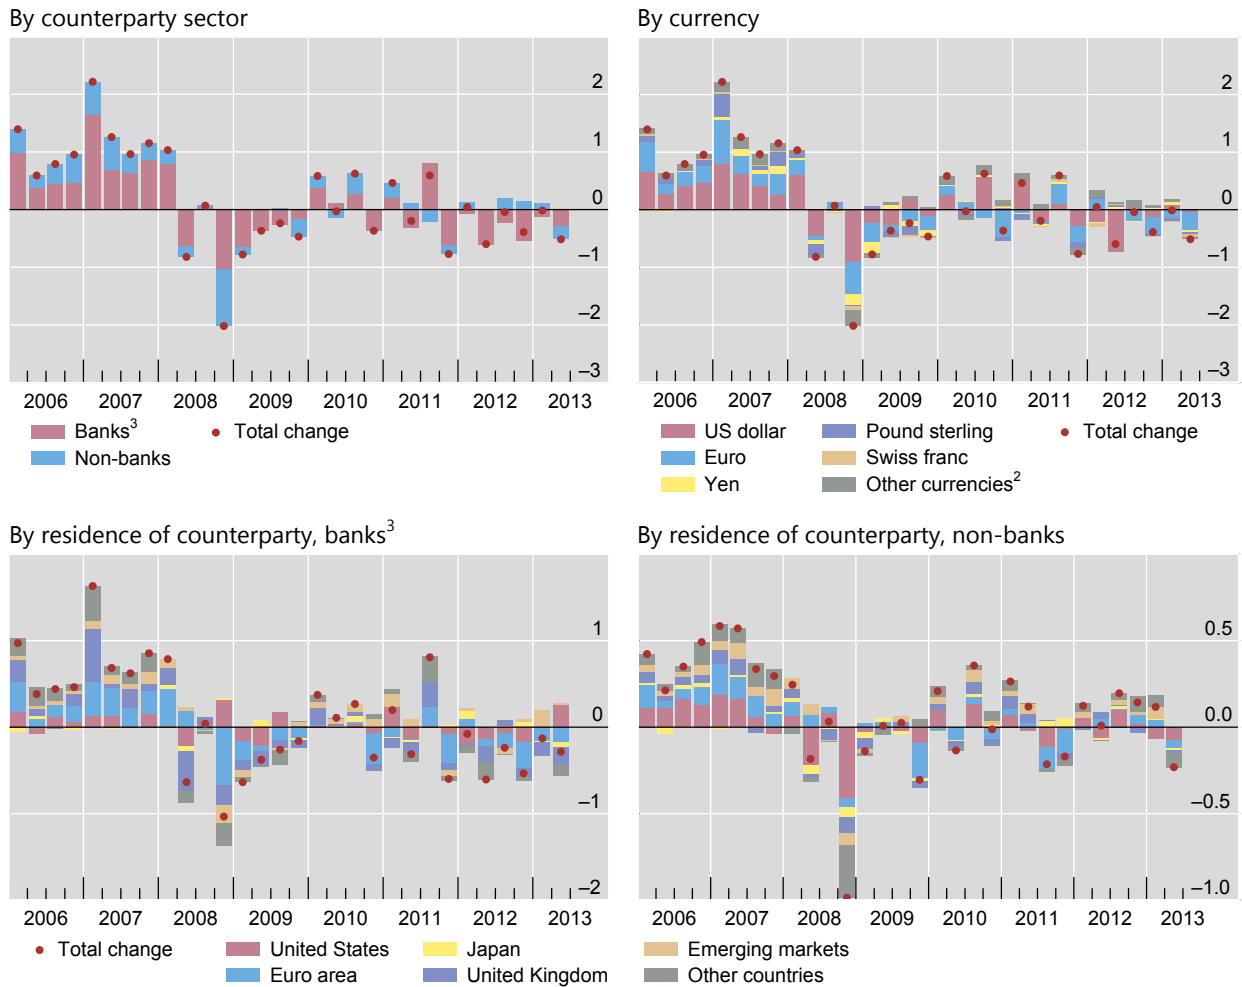 By counterparty sector
2
1
0
–1
–2
–3
2006 2007 2008 2009 2010 2011 2012 2013
Banks3 Total change
Non-banks
By currency
2
1
0
–1
–2
–3
2006 2007 2008 2009 2010 2011 2012 2013
US dollar Pound sterling Total change
Euro Swiss franc
Yen Other currencies2
By residence of counterparty, banks3
1
0
–1
–2
2006 2007 2008 2009 2010 2011 2012 2013
By residence of counterparty, non-banks
0.5
0.0
–0.5
–1.0
2006 2007 2008 2009 2010 2011 2012 2013
Total change United States Japan Emerging markets
Euro area United Kingdom Other countries